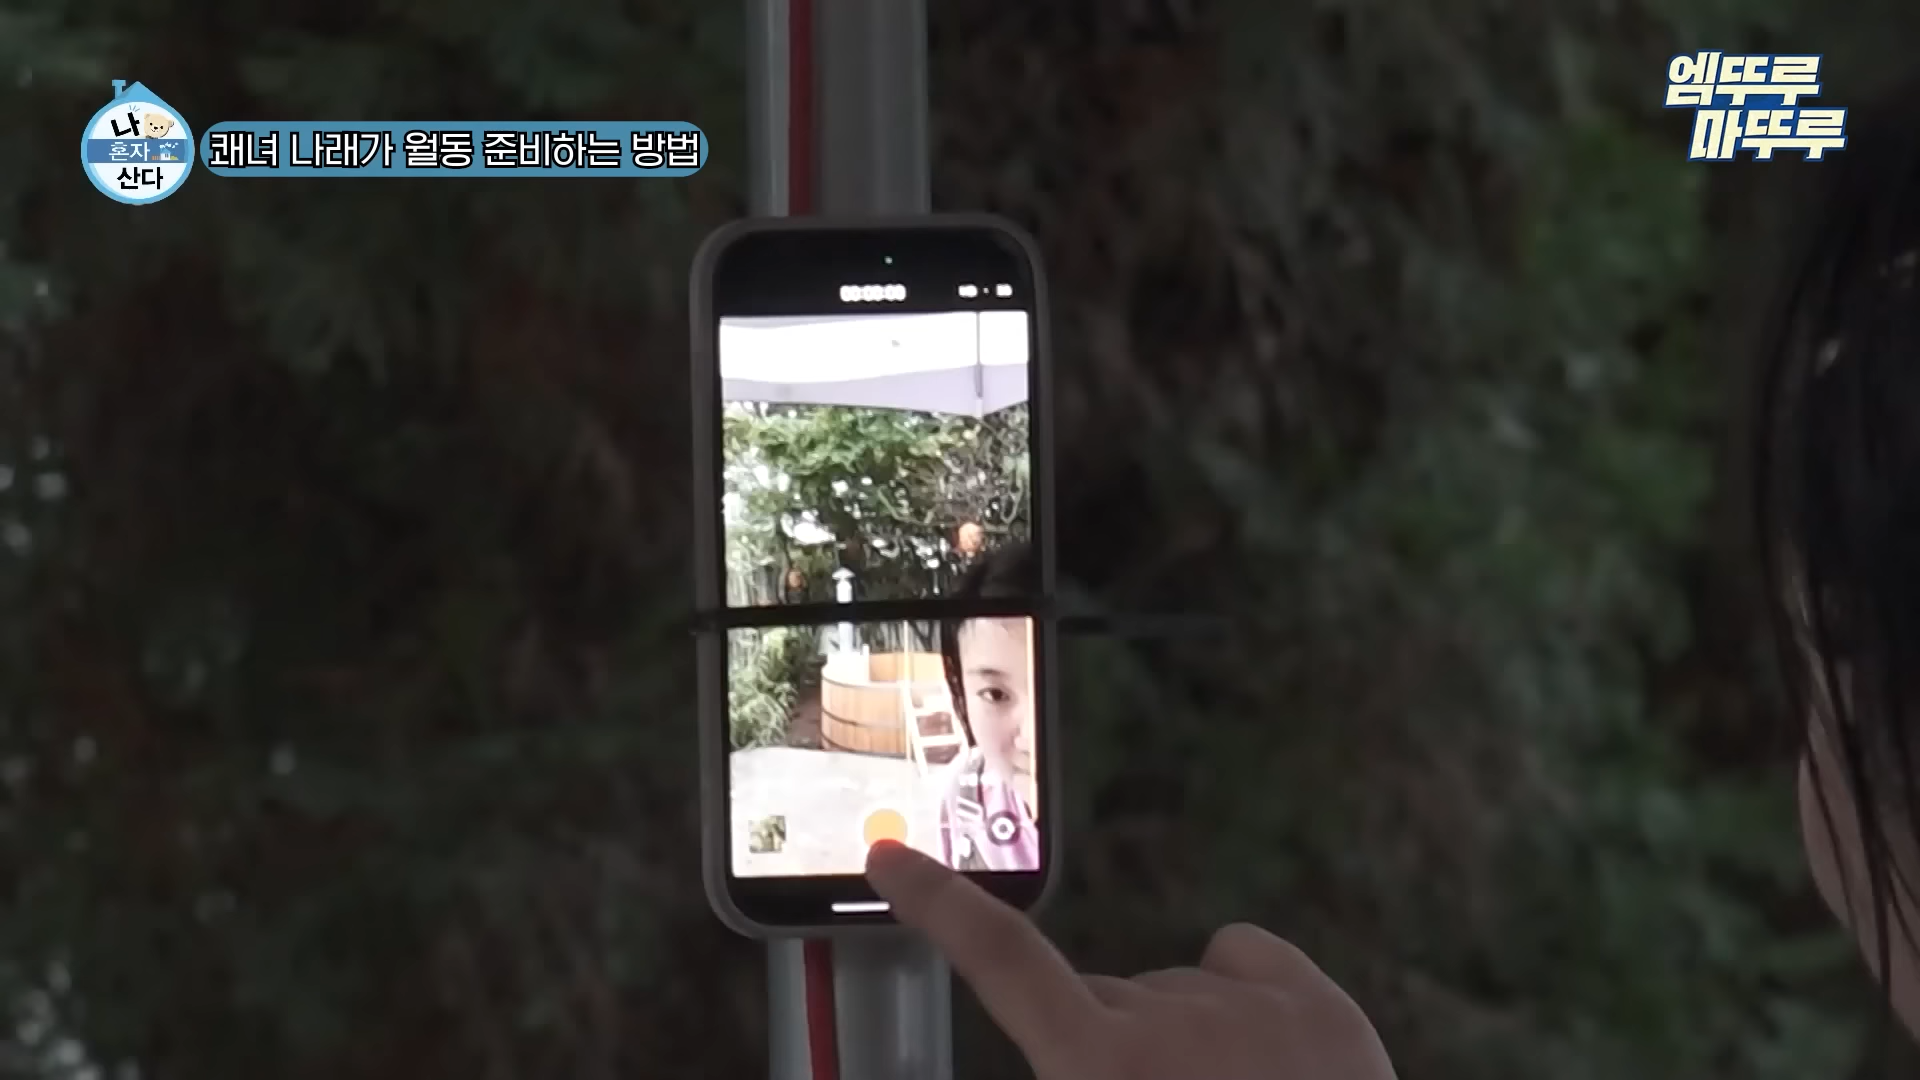 나
혼자
산다
쾌녀 나래가 월동 준비하는 방법
엠뚜루
마뚜루